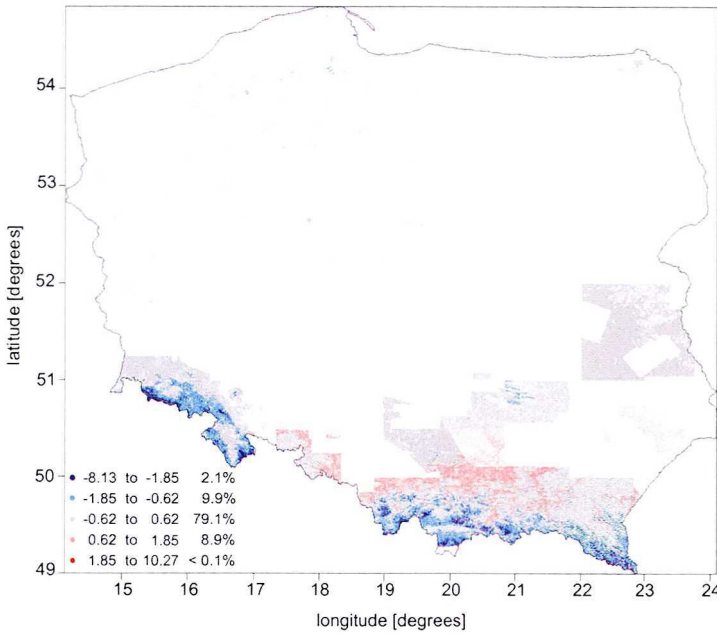 54
53
52
51
50
49
latitude [degrees]
-8.13 to -1.85 2.1%
-1.85 to -0.62 9.9%
-0.62 to 0.62 79.1%
0.62 to 1.85 8.9%
1.85 to 10.27 < 0.1%
15 16 17 18 19 20 21 22 23 24
longitude [degrees]